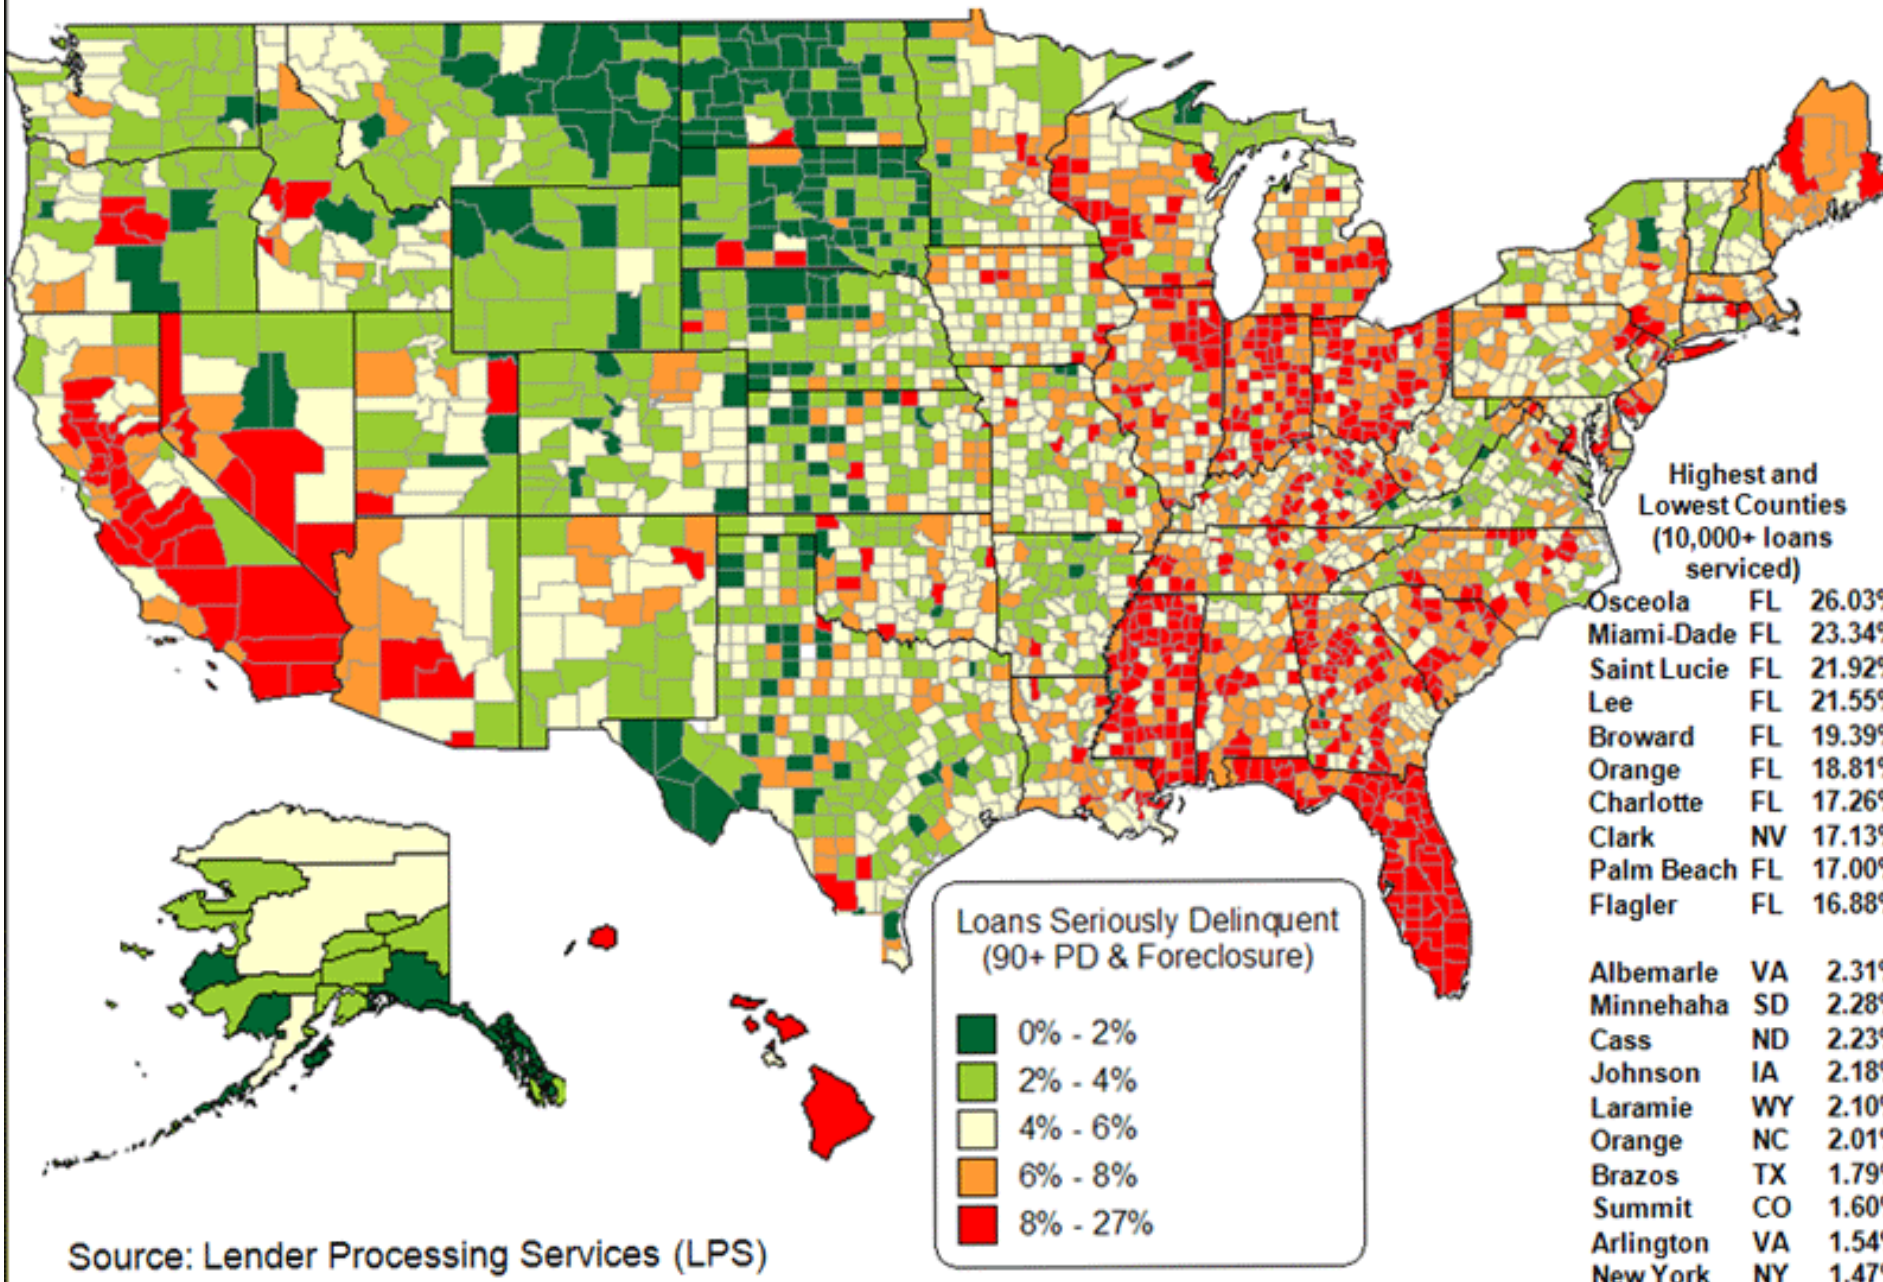 Highest and
Lowest Counties
(10,000+ loans
serviced)
Osceola FL 26.03%
Miami-Dade FL 23.34%
Saint Lucie FL 21.92%
Lee FL 21.55%
Broward FL 19.39%
Orange FL 18.81%
Charlotte FL 17.26%
Clark NV 17.13%
Palm Beach FL 17.00%
Flagler FL 16.88%
Albemarle VA 2.31%
Minnehaha SD 2.28%
Cass ND 2.23%
Johnson IA 2.18%
Laramie WY 2.10%
Orange NC 2.01%
Brazos TX 1.79%
Summit CO 1.60%
Arlington VA 1.54%
New York NY 1.47%
Loans Seriously Delinquent
(90+ PD & Foreclosure)
0% - 2%
2% - 4%
4% - 6%
6% - 8%
8% - 27%
Source: Lender Processing Services (LPS)